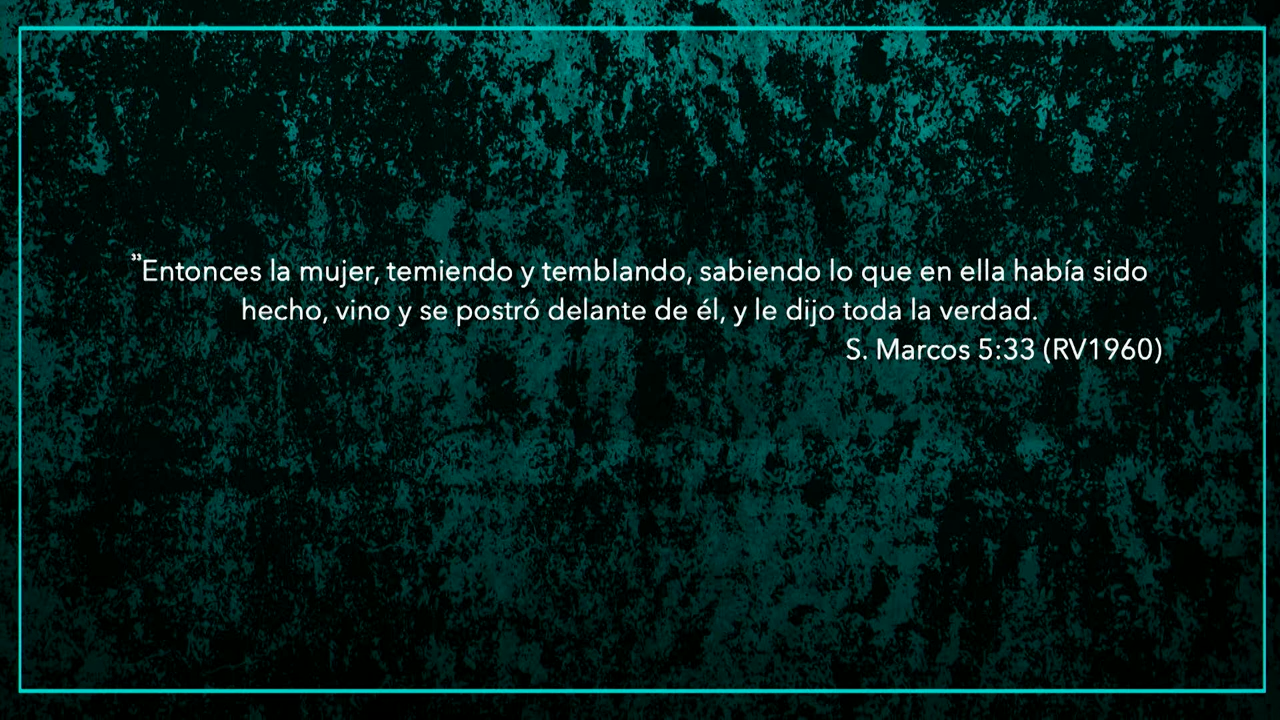 ³³Entonces la mujer, temiendo y temblando, sabiendo lo que en ella había sido
hecho, vino y se postró delante de él, y le dijo toda la verdad.
S. Marcos 5:33 (RV1960)